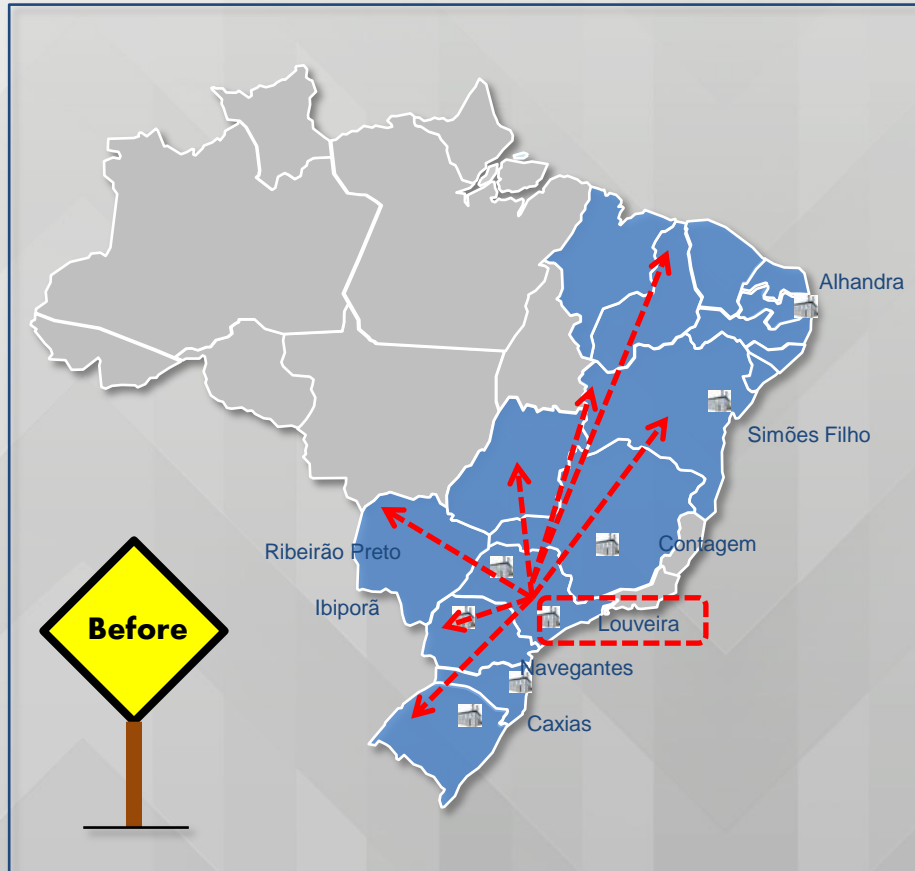 Alhandra
Simões Filho
Contagem
Ribeirão Preto
Ibiporã
Louveira
Before
Navegantes
Caxias